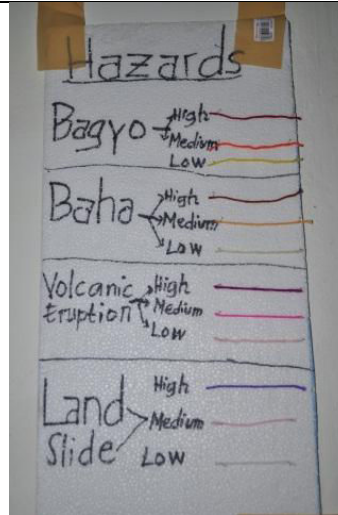 Hazards
Bagyo High
Medium
Low
Baha High
Medium
Low
Volcanic High
Eruption Medium
Low
High
Land Medium
Slide Low